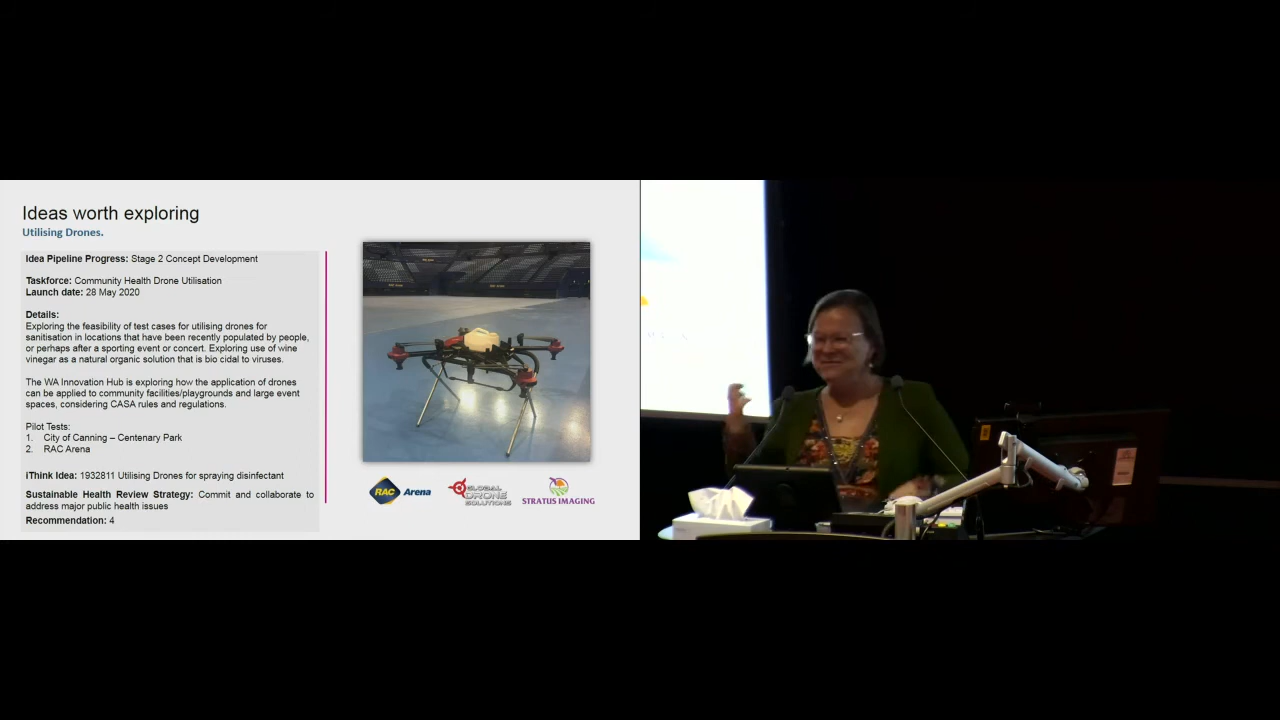 Ideas worth exploring
Utilising Drones.
Idea Pipeline Progress: Stage 2 Concept Development
Taskforce: Community Health Drone Utilisation
Launch date: 28 May 2020
Details:
Exploring the feasibility of test cases for utilising drones for
sanitisation in locations that have been recently populated by people,
or perhaps after a sporting event or concert. Exploring use of wine
vinegar as a natural organic solution that is bio cidal to viruses.
The WA Innovation Hub is exploring how the application of drones
can be applied to community facilities/playgrounds and large event
spaces, considering CASA rules and regulations.
Pilot Tests:
1. City of Canning – Centenary Park
2. RAC Arena
iThink Idea: 1932811 Utilising Drones for spraying disinfectant
Sustainable Health Review Strategy: Commit and collaborate to
address major public health issues
Recommendation: 4
RAC Arena
GLOBAL
DRONE
SOLUTIONS
STRATUS IMAGING